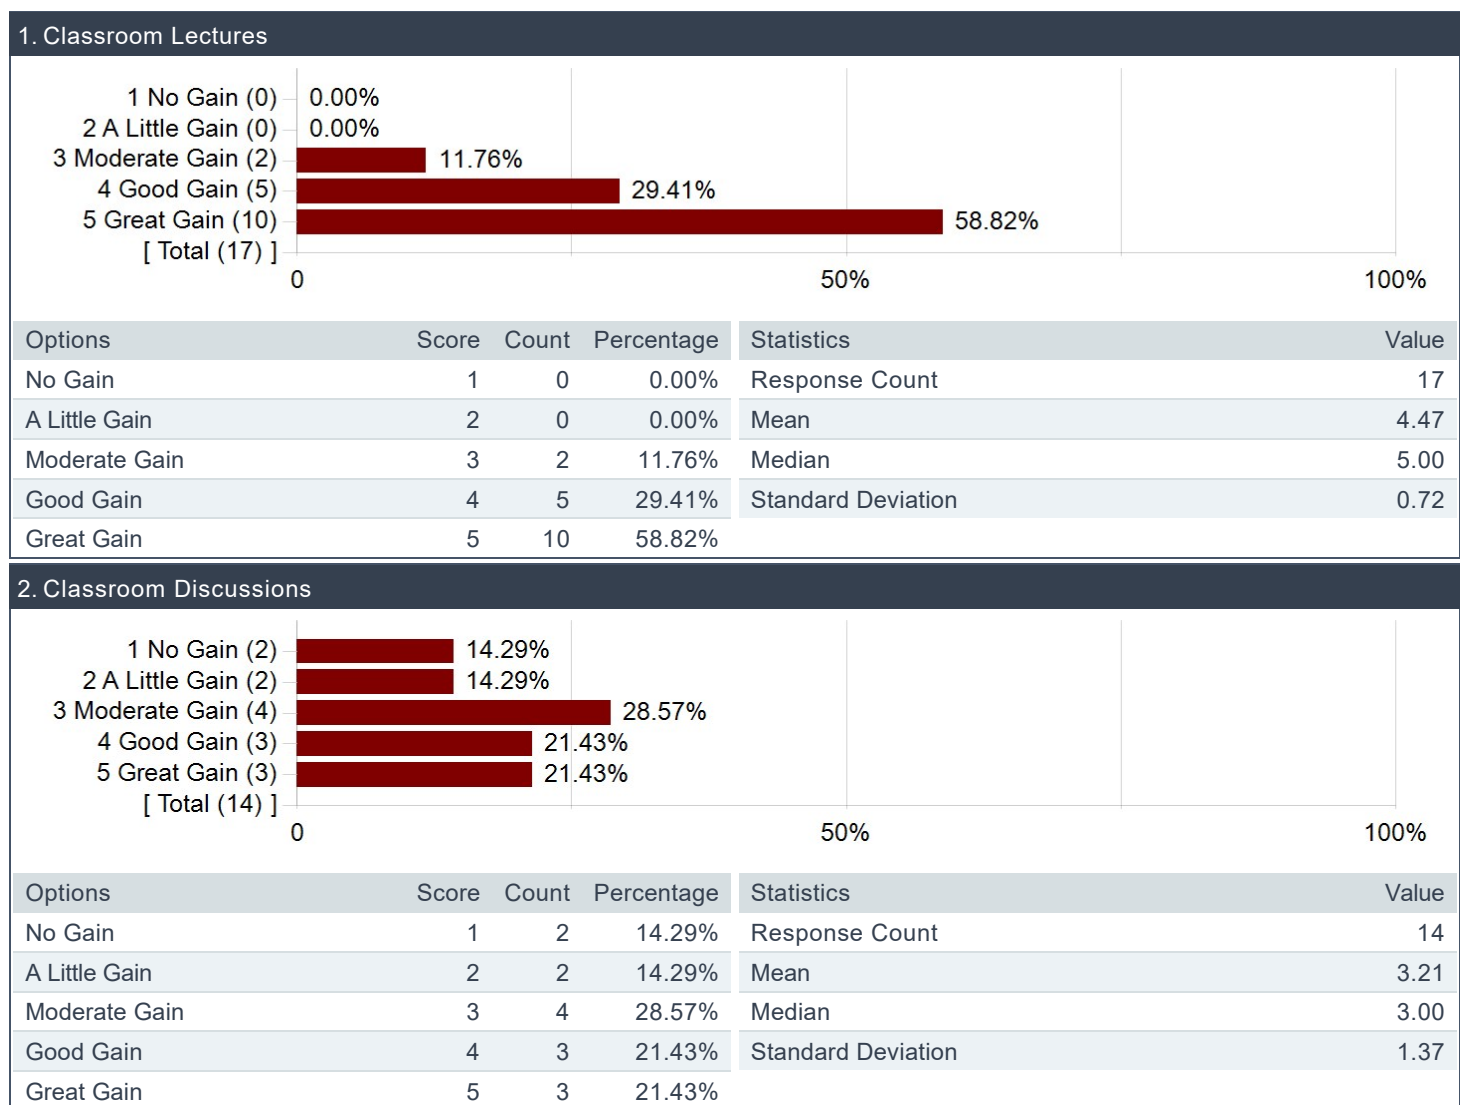 1. Classroom Lectures
1 No Gain (0) 0.00%
2 A Little Gain (0) 0.00%
3 Moderate Gain (2) 11.76%
4 Good Gain (5) 29.41%
5 Great Gain (10) 58.82%
[ Total (17) ]
0 50% 100%
Options Score Count Percentage Statistics Value
No Gain 1 0 0.00% Response Count 17
A Little Gain 2 0 0.00% Mean 4.47
Moderate Gain 3 2 11.76% Median 5.00
Good Gain 4 5 29.41% Standard Deviation 0.72
Great Gain 5 10 58.82%
2. Classroom Discussions
1 No Gain (2) 14.29%
2 A Little Gain (2) 14.29%
3 Moderate Gain (4) 28.57%
4 Good Gain (3) 21.43%
5 Great Gain (3) 21.43%
[ Total (14) ]
0 50% 100%
Options Score Count Percentage Statistics Value
No Gain 1 2 14.29% Response Count 14
A Little Gain 2 2 14.29% Mean 3.21
Moderate Gain 3 4 28.57% Median 3.00
Good Gain 4 3 21.43% Standard Deviation 1.37
Great Gain 5 3 21.43%